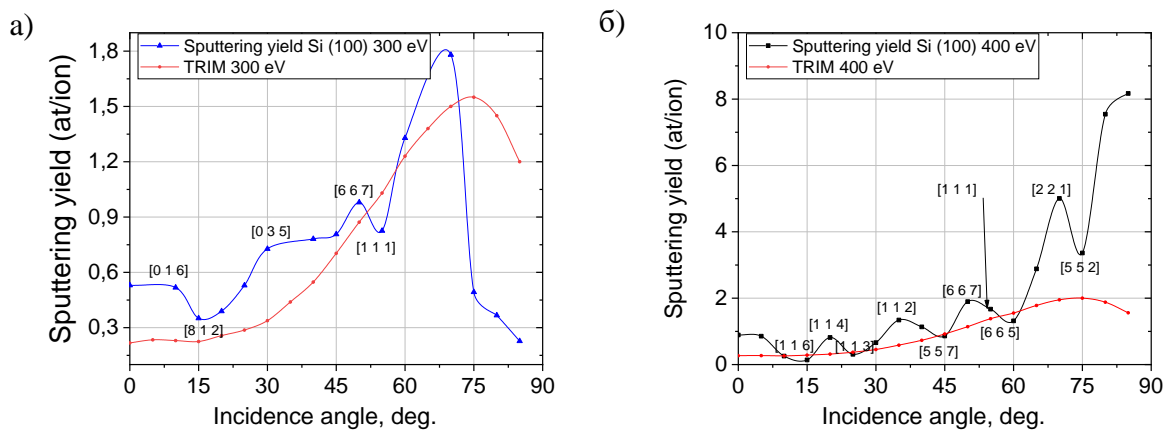 а)
Sputtering yield (at/ion)
1,8
1,5
1,2
0,9
0,6
0,3
Sputtering yield Si (100) 300 eV
TRIM 300 eV
[0 1 6]
[8 1 2]
[0 3 5]
[6 6 7]
[1 1 1]
0 15 30 45 60 75 90
Incidence angle, deg.
б)
Sputtering yield (at/ion)
10
8
6
4
2
0
Sputtering yield Si (100) 400 eV
TRIM 400 eV
[1 1 1]
[2 2 1]
[5 5 2]
[6 6 7]
[1 1 2]
[1 1 4]
[1 1 6]
[1 1 3]
[5 5 7]
[6 6 5]
0 15 30 45 60 75 90
Incidence angle, deg.